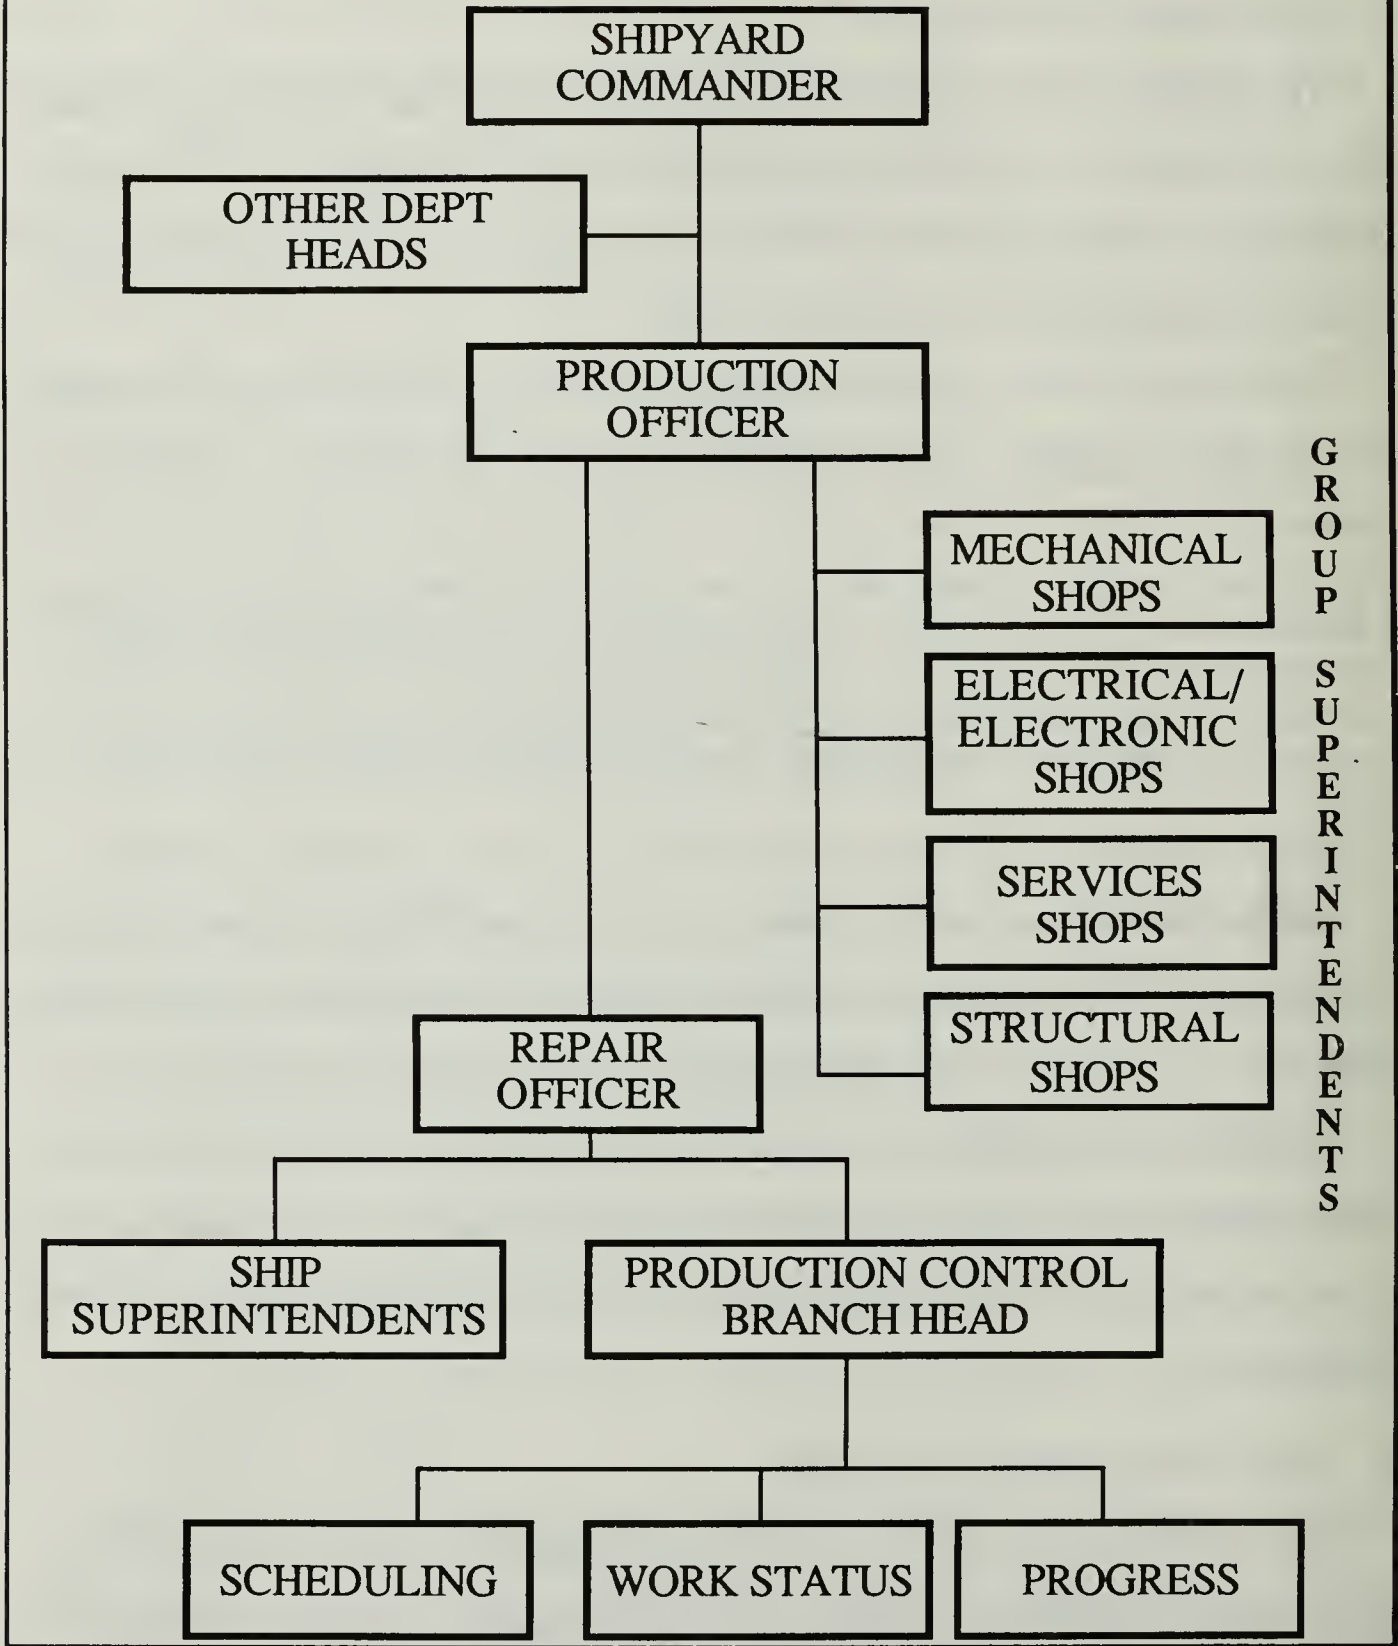 SHIPYARD
COMMANDER
OTHER DEPT
HEADS
PRODUCTION
OFFICER
MECHANICAL
SHOPS
ELECTRICAL/
ELECTRONIC
SHOPS
SERVICES
SHOPS
STRUCTURAL
SHOPS
GROUP SUPERINTENDENTS
REPAIR
OFFICER
SHIP
SUPERINTENDENTS
PRODUCTION CONTROL
BRANCH HEAD
SCHEDULING
WORK STATUS
PROGRESS